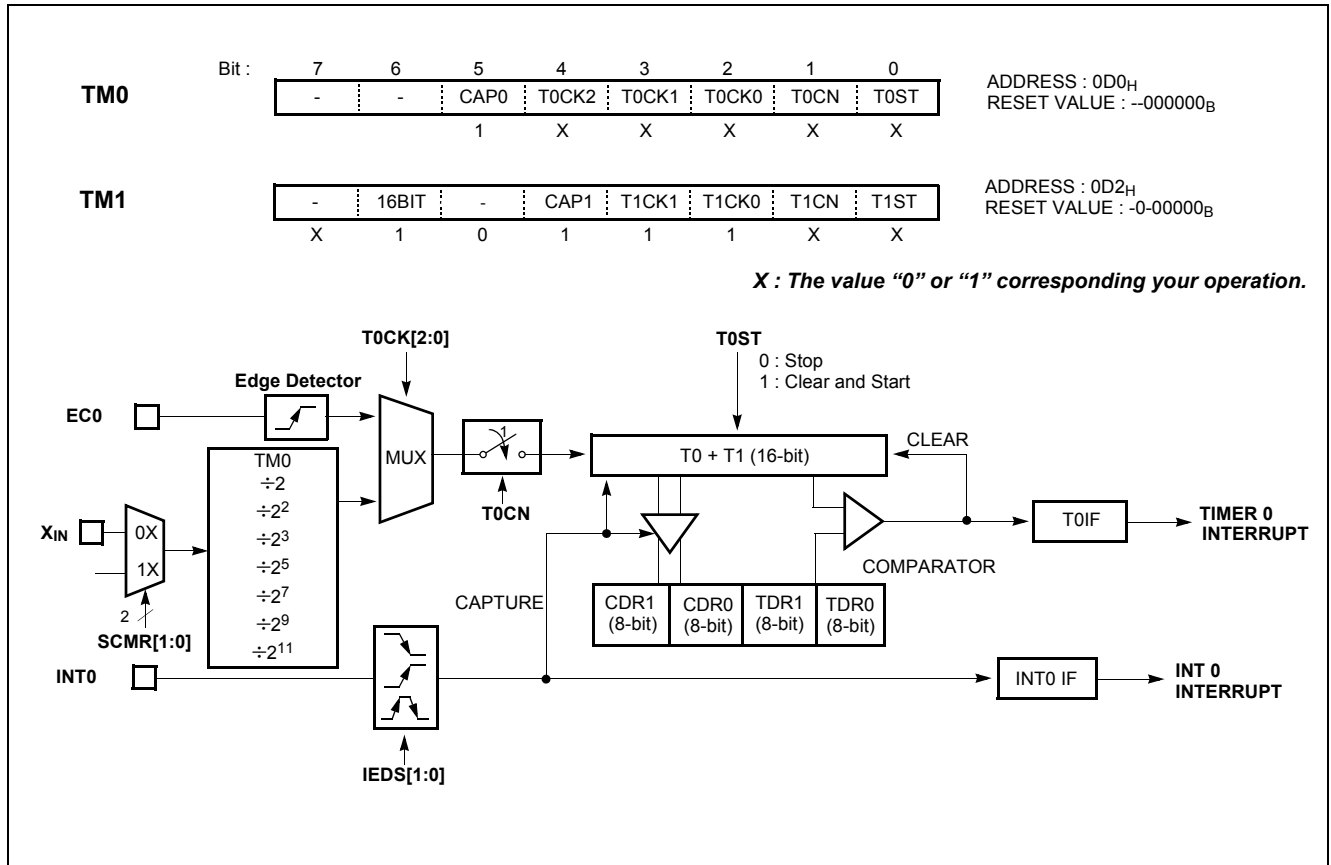 Bit : 7 6 5 4 3 2 1 0
TM0 - - CAP0 T0CK2 T0CK1 T0CK0 T0CN T0ST
ADDRESS : 0D0H
RESET VALUE : --000000B
1 X X X X X
TM1 - 16BIT - CAP1 T1CK1 T1CK0 T1CN T1ST
ADDRESS : 0D2H
RESET VALUE : -0-00000B
X 1 0 1 1 1 X X
X : The value “0” or “1” corresponding your operation.
T0CK[2:0]
T0ST
0 : Stop
1 : Clear and Start
Edge Detector
EC0
MUX
1
T0CN
T0 + T1 (16-bit)
CLEAR
TM0
÷2
÷2²
÷2³
÷2⁵
÷2⁷
÷2⁹
÷2¹¹
XIN
0X
1X
2
SCMR[1:0]
COMPARATOR
T0IF
TIMER 0
INTERRUPT
CAPTURE
CDR1
(8-bit)
CDR0
(8-bit)
TDR1
(8-bit)
TDR0
(8-bit)
INT0
IEDS[1:0]
INT0 IF
INT 0
INTERRUPT